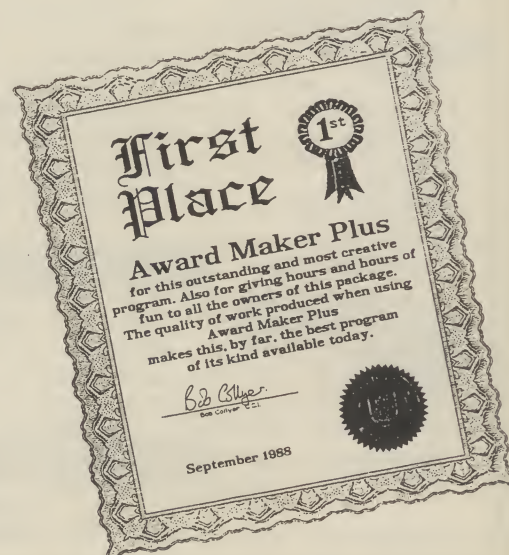 First
Place
1st
Award Maker Plus
for this outstanding and most creative
program. Also for giving hours and hours of
fun to all the owners of this package.
The quality of work produced when using
Award Maker Plus
makes this, by far, the best program
of its kind available today.
Bob Collyer.
Bob Collyer
September 1988